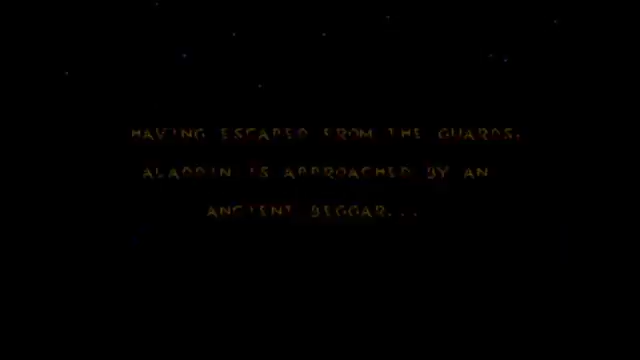 HAVING ESCAPED FROM THE GUARDS,
ALADDIN IS APPROACHED BY AN
ANCIENT BEGGAR...